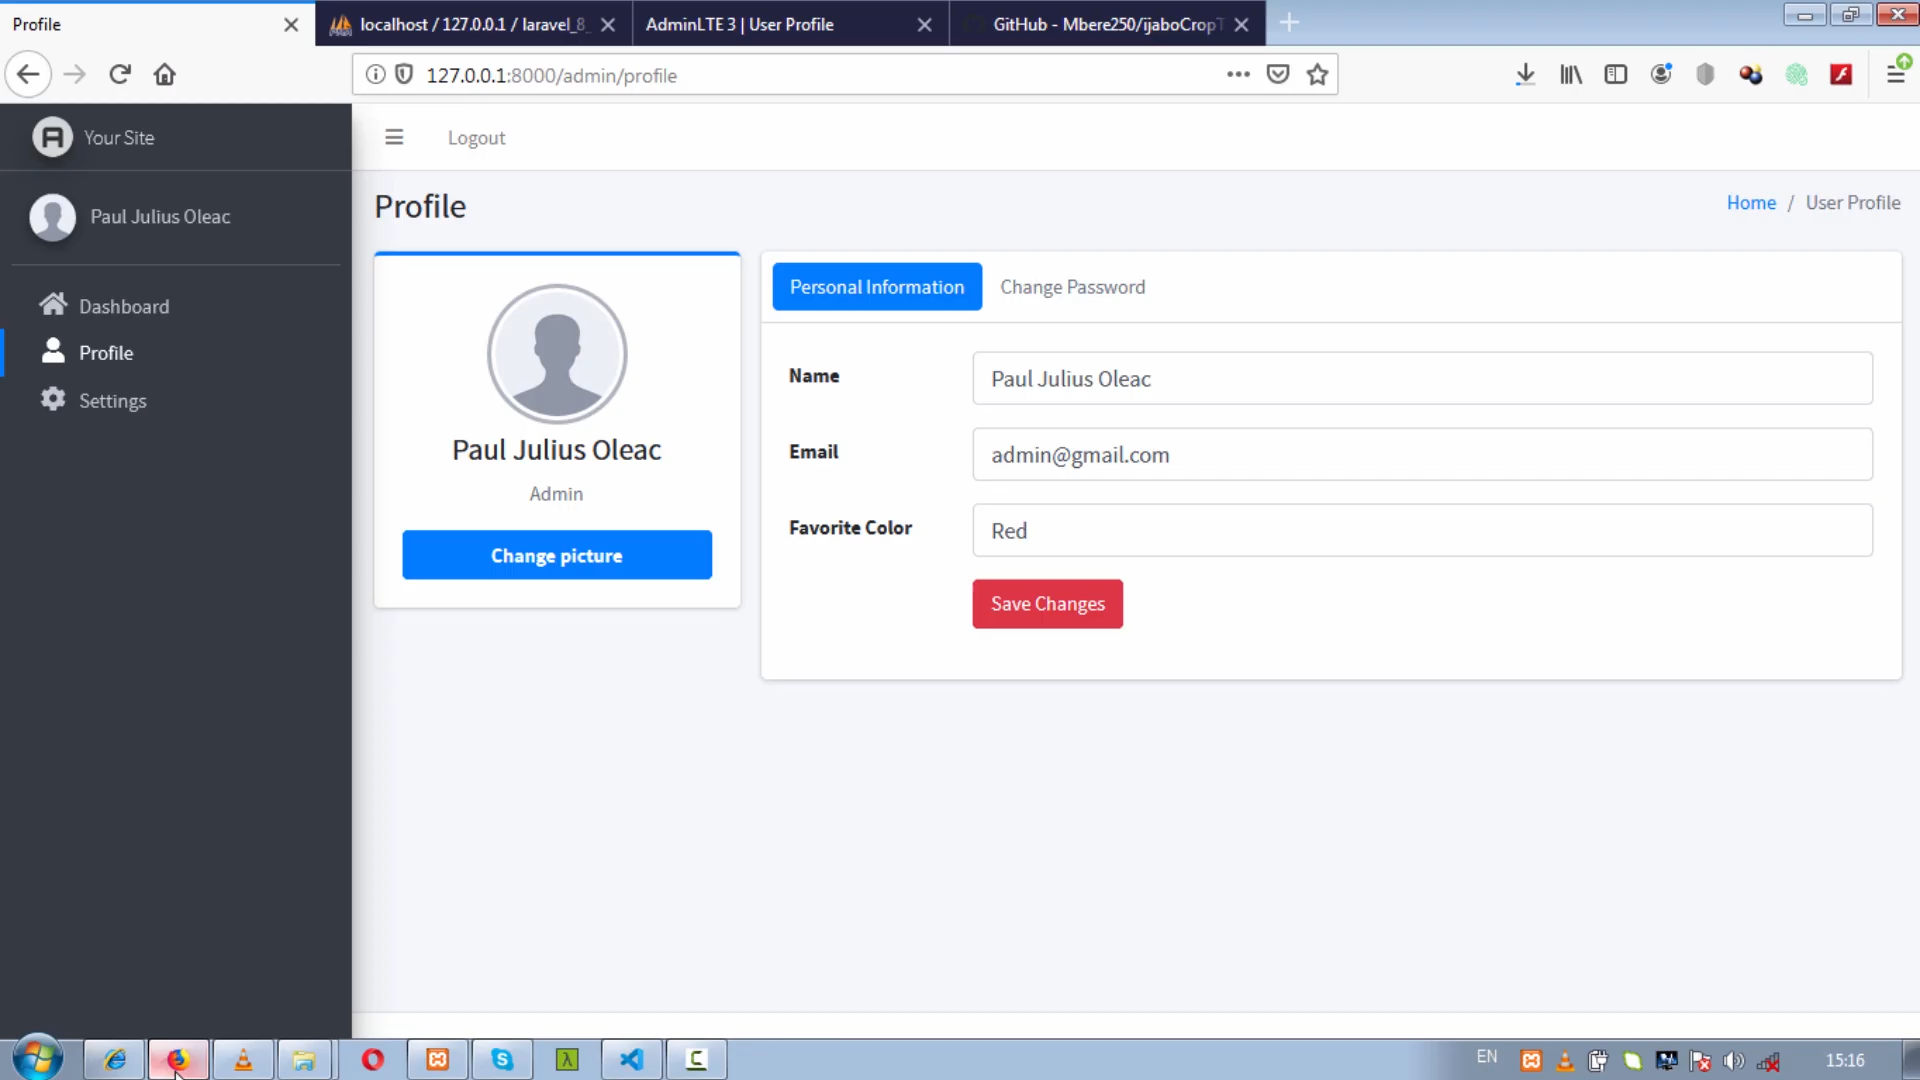 Profile
localhost / 127.0.0.1 / laravel_8_
AdminLTE 3 | User Profile
GitHub - Mbere250/ijaboCropT
127.0.0.1:8000/admin/profile
Your Site
Logout
Paul Julius Oleac
Profile
Home / User Profile
Dashboard
Profile
Settings
Paul Julius Oleac
Admin
Change picture
Personal Information
Change Password
Name
Paul Julius Oleac
Email
admin@gmail.com
Favorite Color
Red
Save Changes
EN
15:16